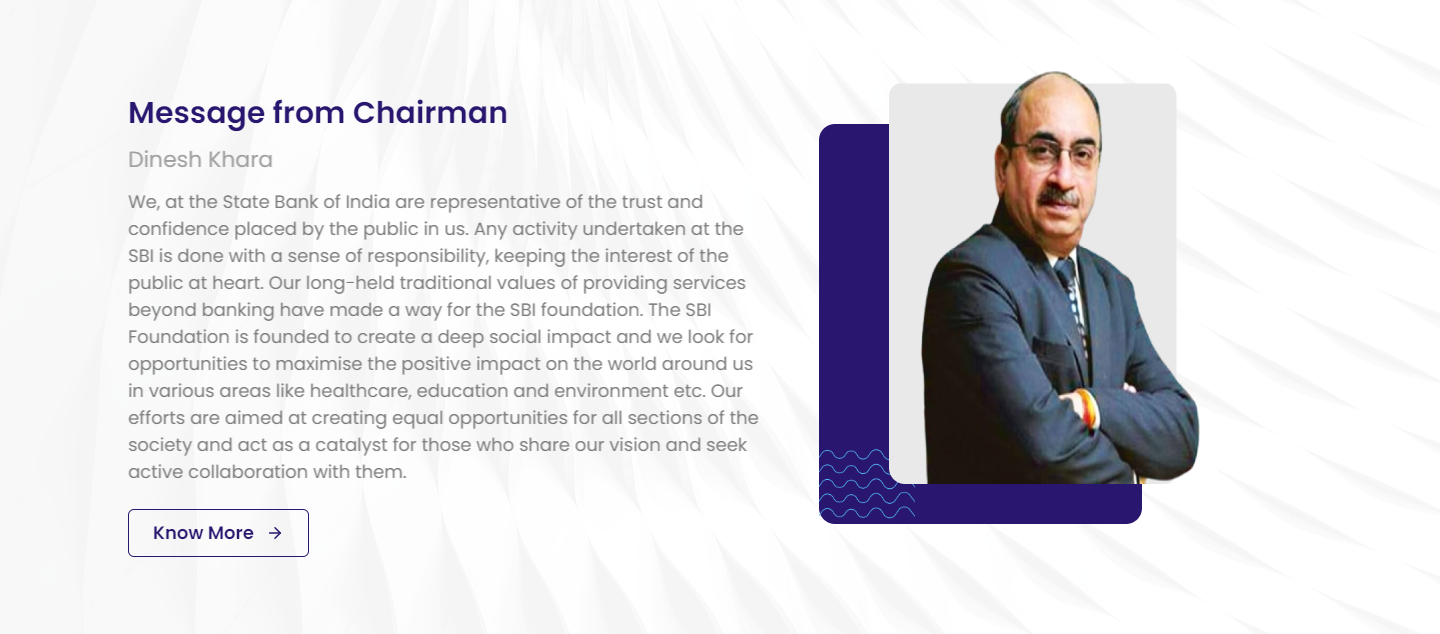 Message from Chairman
Dinesh Khara
We, at the State Bank of India are representative of the trust and
confidence placed by the public in us. Any activity undertaken at the
SBI is done with a sense of responsibility, keeping the interest of the
public at heart. Our long-held traditional values of providing services
beyond banking have made a way for the SBI foundation. The SBI
Foundation is founded to create a deep social impact and we look for
opportunities to maximise the positive impact on the world around us
in various areas like healthcare, education and environment etc. Our
efforts are aimed at creating equal opportunities for all sections of the
society and act as a catalyst for those who share our vision and seek
active collaboration with them.
Know More →